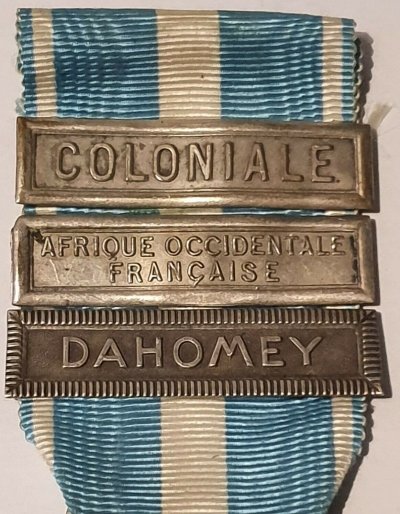 COLONIALE
AFRIQUE OCCIDENTALE
FRANÇAISE
DAHOMEY